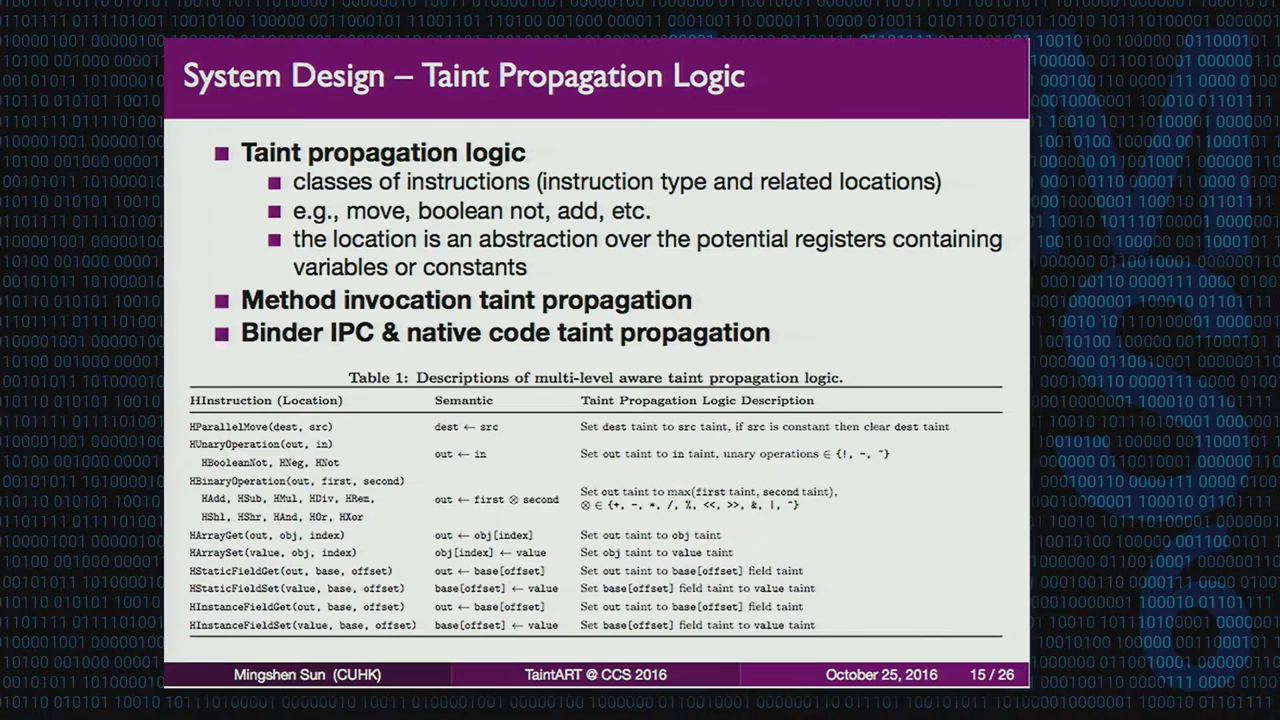 System Design – Taint Propagation Logic
Taint propagation logic
classes of instructions (instruction type and related locations)
e.g., move, boolean not, add, etc.
the location is an abstraction over the potential registers containing
variables or constants
Method invocation taint propagation
Binder IPC & native code taint propagation
Table 1: Descriptions of multi-level aware taint propagation logic.
HInstruction (Location) Semantic Taint Propagation Logic Description
HParallelMove(dest, src) dest ← src Set dest taint to src taint, if src is constant then clear dest taint
HUnaryOperation(out, in)
HBooleanNot, HNeg, HNot
out ← in Set out taint to in taint, unary operations ∈ {!, -, ~}
HBinaryOperation(out, first, second)
HAdd, HSub, HMul, HDiv, HRem,
HShl, HShr, HAnd, HOr, HXor
out ← first ⊗ second
Set out taint to max(first taint, second taint),
⊗ ∈ {+, -, *, /, %, <<, >>, &, |, ^}
HArrayGet(out, obj, index) out ← obj[index] Set out taint to obj taint
HArraySet(value, obj, index) obj[index] ← value Set obj taint to value taint
HStaticFieldGet(out, base, offset) out ← base[offset] Set out taint to base[offset] field taint
HStaticFieldSet(value, base, offset) base[offset] ← value Set base[offset] field taint to value taint
HInstanceFieldGet(out, base, offset) out ← base[offset] Set out taint to base[offset] field taint
HInstanceFieldSet(value, base, offset) base[offset] ← value Set base[offset] field taint to value taint
Mingshen Sun (CUHK) TaintART @ CCS 2016 October 25, 2016 15 / 26